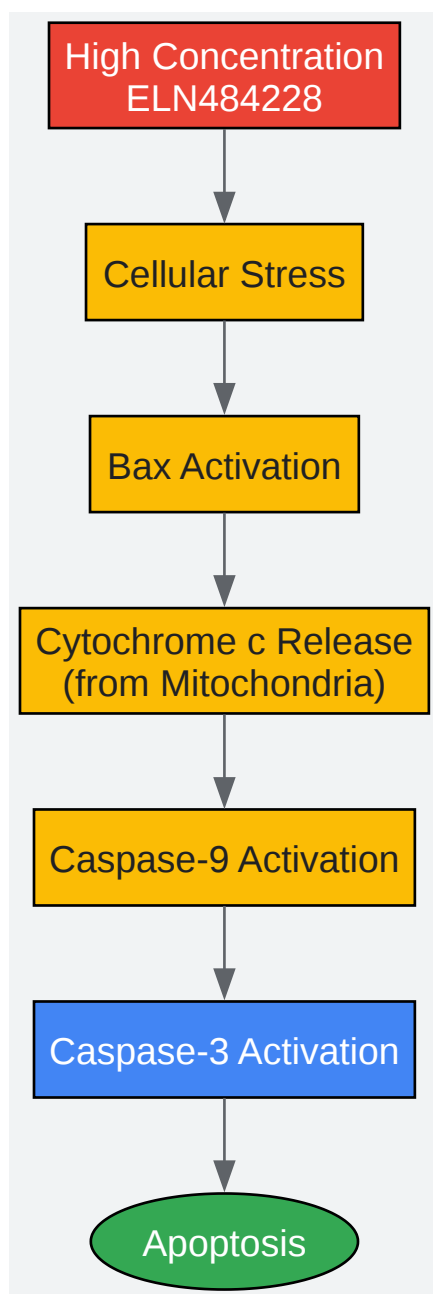 High Concentration
ELN484228
Cellular Stress
Bax Activation
Cytochrome c Release
(from Mitochondria)
Caspase-9 Activation
Caspase-3 Activation
Apoptosis